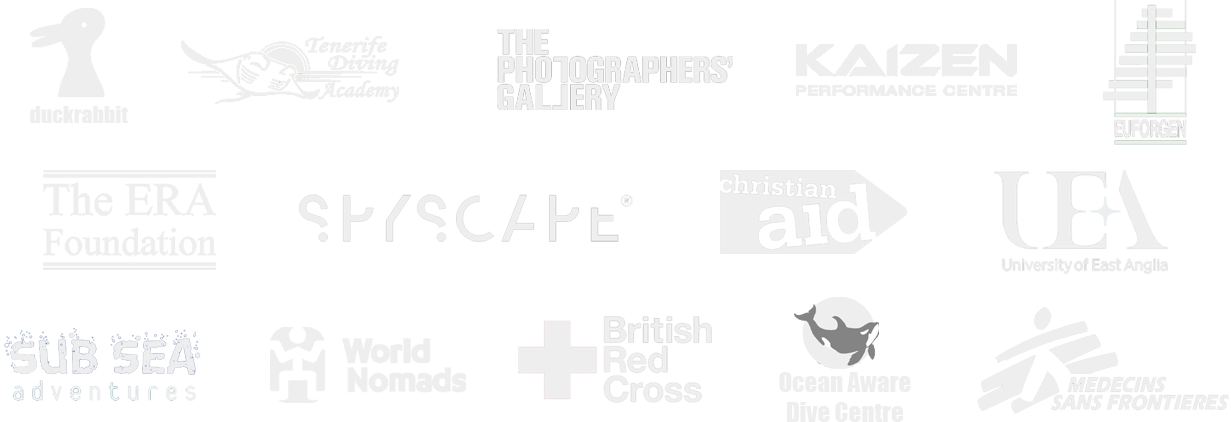 duckrabbit
Tenerife
Diving
Academy
THE
PHOTOGRAPHERS'
GALLERY
KAIZEN
PERFORMANCE CENTRE
EUFORGEN
The ERA
Foundation
SPYSCAPE
christian
aid
UEA
University of East Anglia
SUB SEA
adventures
World
Nomads
British
Red
Cross
Ocean Aware
Dive Centre
MEDECINS
SANS FRONTIERES